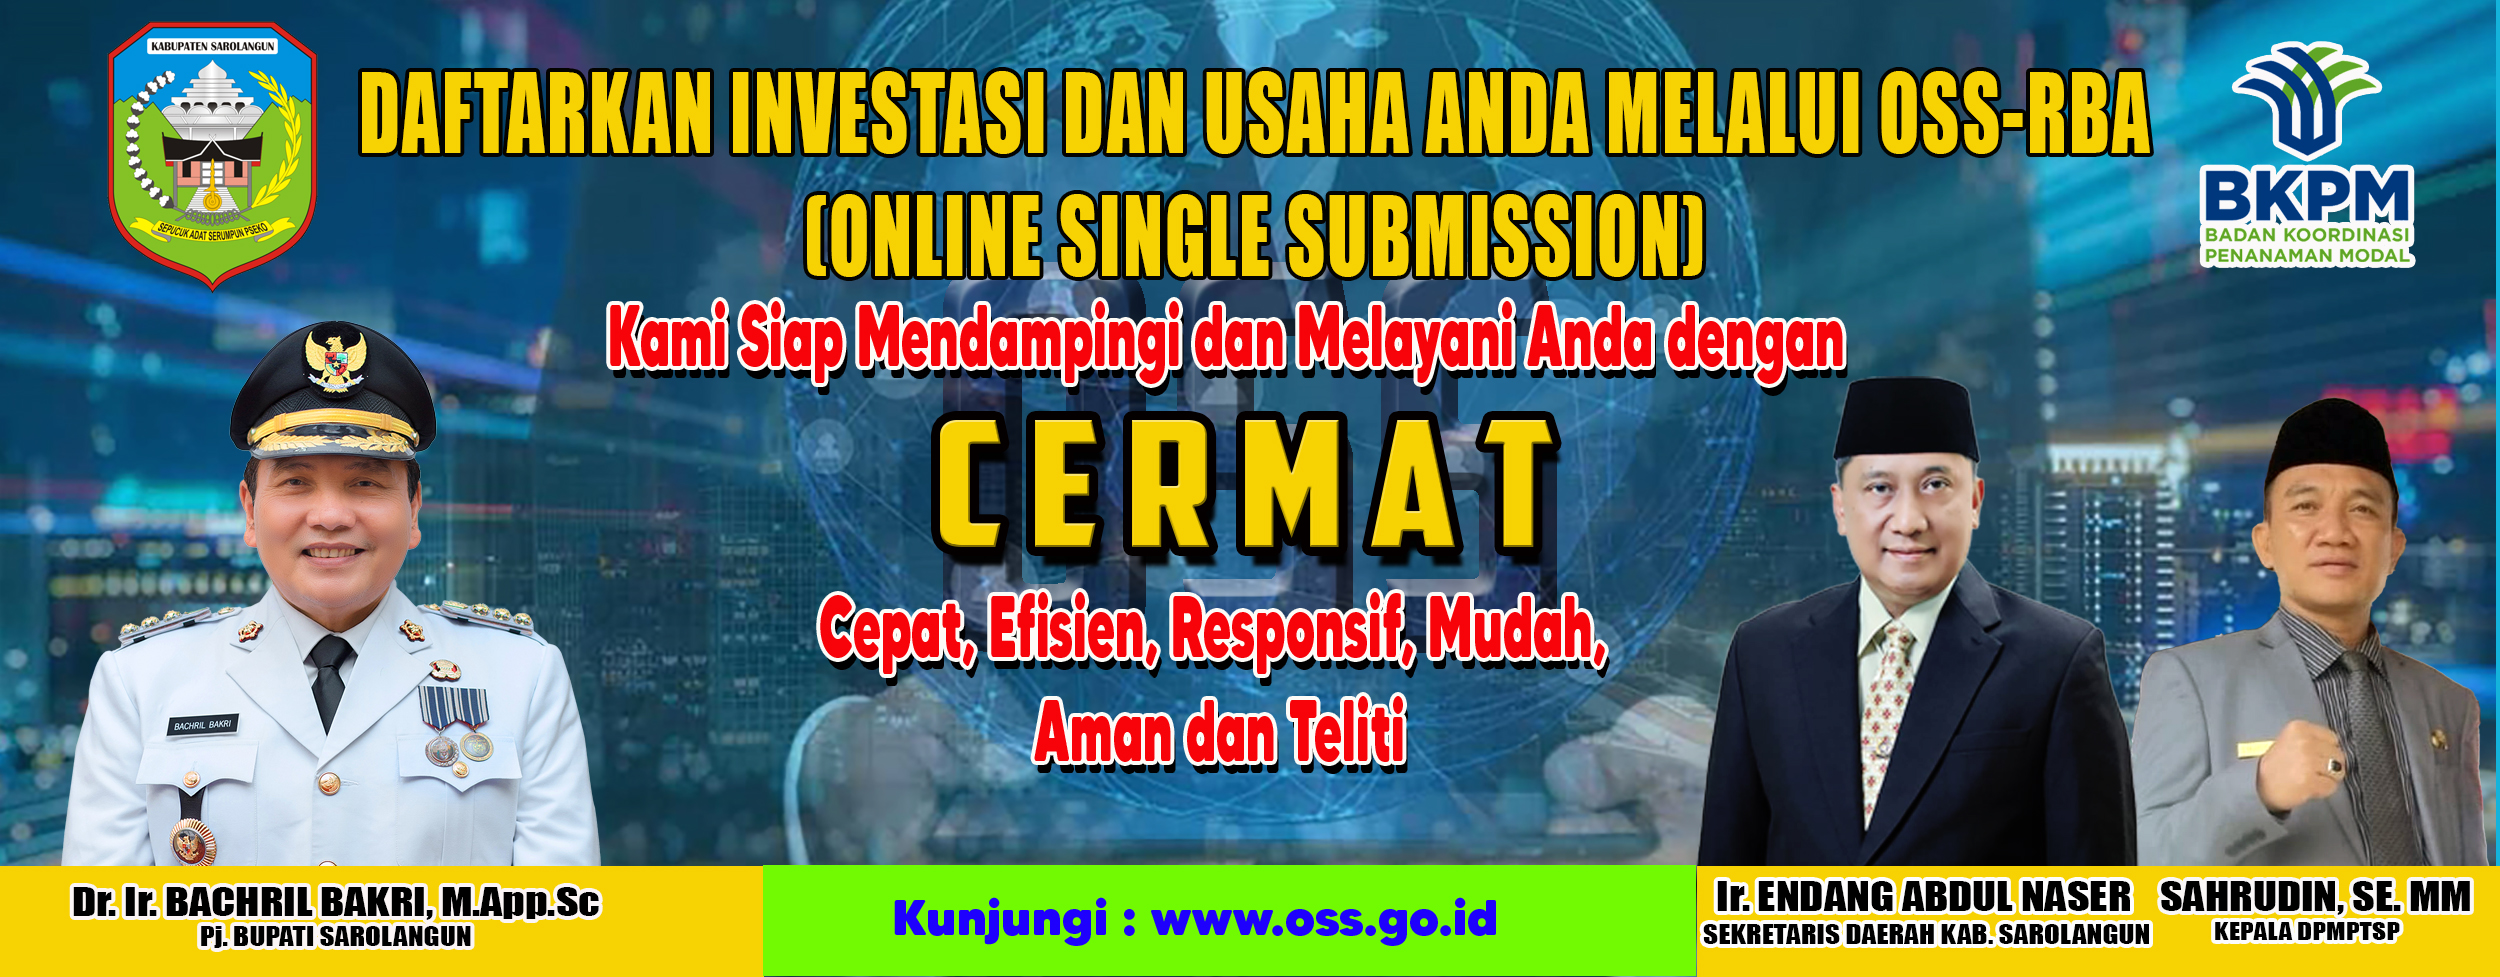 KABUPATEN SAROLANGUN
SEPUCUK ADAT SERUMPUN PSEKO
DAFTARKAN INVESTASI DAN USAHA ANDA MELALUI OSS-RBA
(ONLINE SINGLE SUBMISSION)
BKPM
BADAN KOORDINASI
PENANAMAN MODAL
Kami Siap Mendampingi dan Melayani Anda dengan
CERMAT
Cepat, Efisien, Responsif, Mudah,
Aman dan Teliti
BACHRIL BAKRI
Dr. Ir. BACHRIL BAKRI, M.App.Sc
Pj. BUPATI SAROLANGUN
Kunjungi : www.oss.go.id
Ir. ENDANG ABDUL NASER
SEKRETARIS DAERAH KAB. SAROLANGUN
SAHRUDIN, SE. MM
KEPALA DPMPTSP